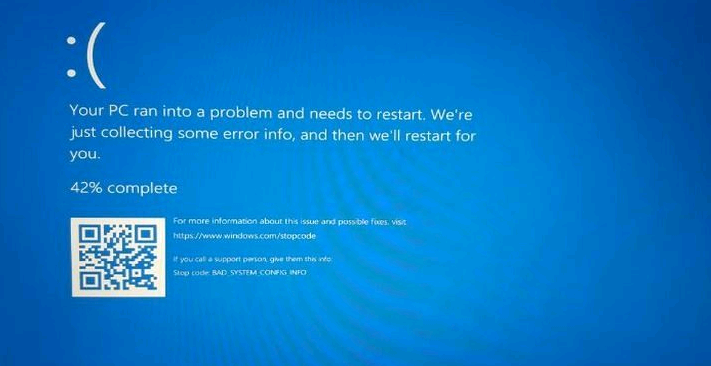 :(
Your PC ran into a problem and needs to restart. We're
just collecting some error info, and then we'll restart for
you.
42% complete
For more information about this issue and possible fixes, visit
https://www.windows.com/stopcode
If you call a support person, give them this info:
Stop code: BAD_SYSTEM_CONFIG_INFO